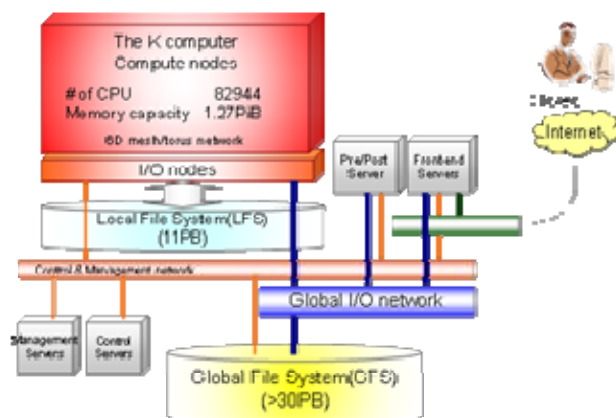 The K computer
Compute nodes
# of CPU 82944
Memory capacity 1.27PiB
6D mesh/torus network
I/O nodes
Local File System(LFS)
(11PB)
Users
Internet
Pre/Post
Server
Frontend
Servers
Control & Management network
Global I/O network
Management
Servers
Control
Servers
Global File System(GFS)
(>30PB)